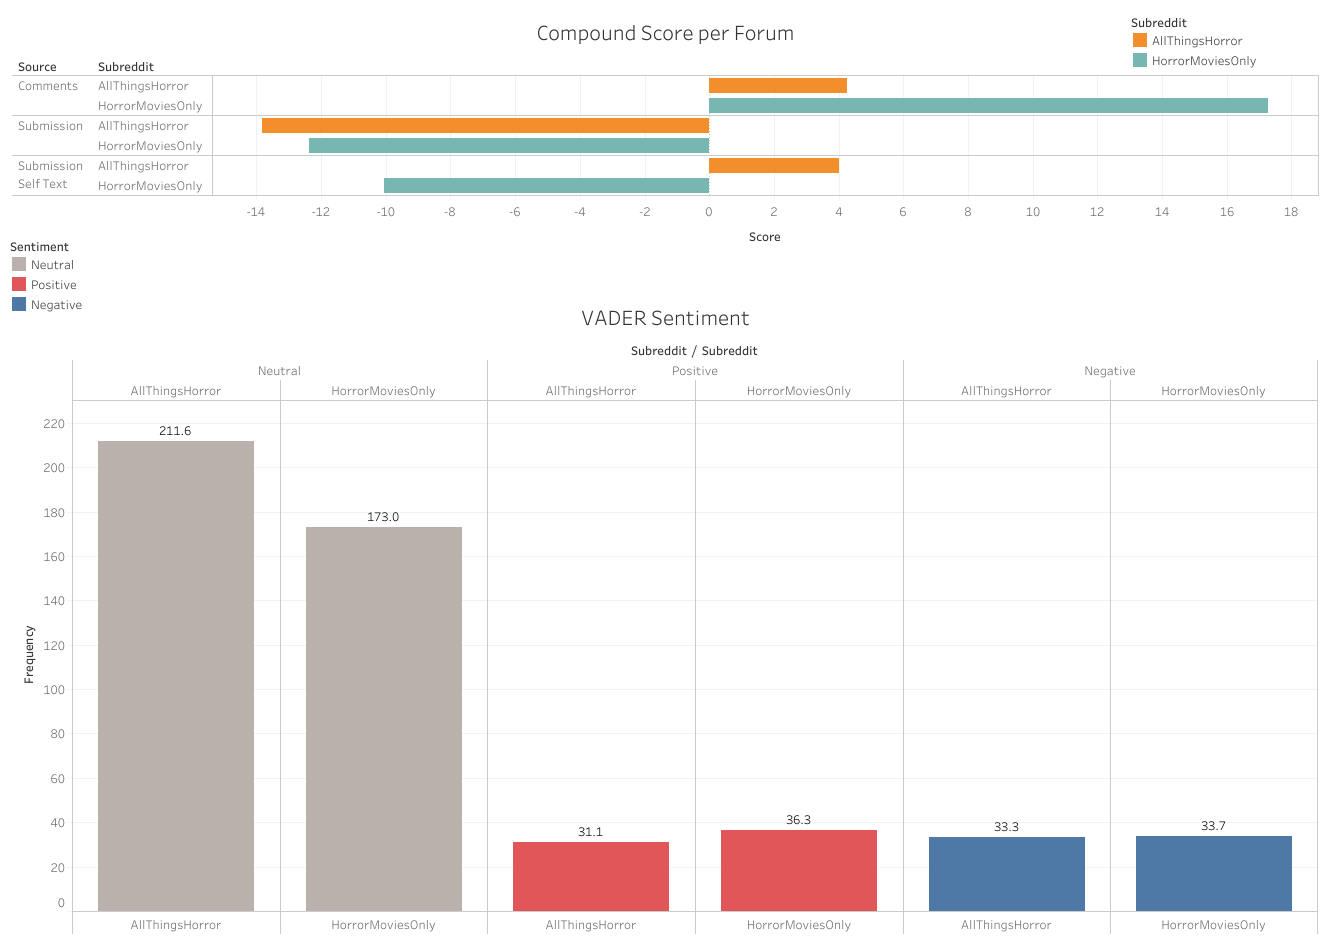 Compound Score per Forum
Subreddit
AllThingsHorror
HorrorMoviesOnly
Source Subreddit
Comments AllThingsHorror
HorrorMoviesOnly
Submission AllThingsHorror
HorrorMoviesOnly
Submission AllThingsHorror
Self Text HorrorMoviesOnly
-14 -12 -10 -8 -6 -4 -2 0 2 4 6 8 10 12 14 16 18
Score
Sentiment
Neutral
Positive
Negative
VADER Sentiment
Subreddit / Subreddit
Neutral Positive Negative
AllThingsHorror HorrorMoviesOnly AllThingsHorror HorrorMoviesOnly AllThingsHorror HorrorMoviesOnly
220
211.6
200
180
173.0
160
140
120
Frequency
100
80
60
40
31.1 36.3 33.3 33.7
20
0
AllThingsHorror HorrorMoviesOnly AllThingsHorror HorrorMoviesOnly AllThingsHorror HorrorMoviesOnly